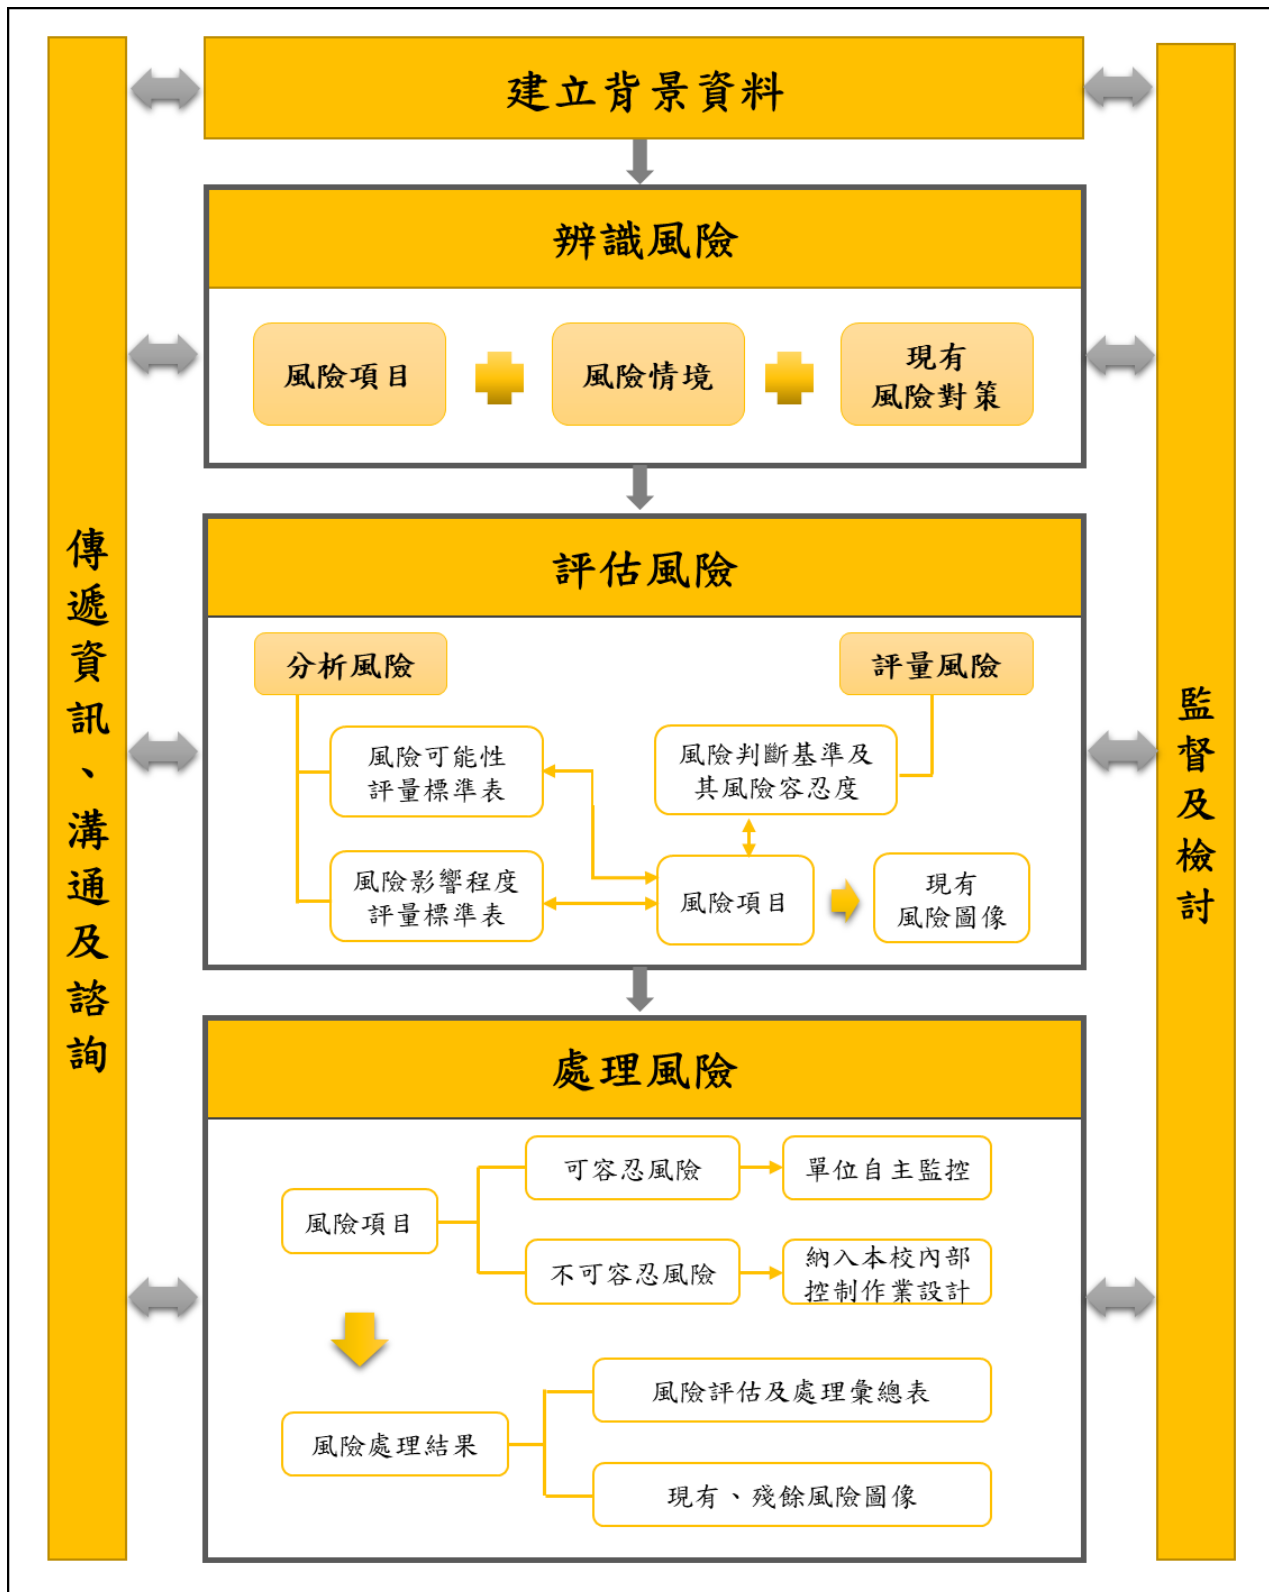 建立背景資料
辨識風險
風險項目
風險情境
現有
風險對策
傳遞資訊、溝通及諮詢
監督及檢討
評估風險
分析風險
評量風險
風險可能性
評量標準表
風險判斷基準及
其風險容忍度
風險影響程度
評量標準表
風險項目
現有
風險圖像
處理風險
風險項目
可容忍風險
單位自主監控
不可容忍風險
納入本校內部
控制作業設計
風險處理結果
風險評估及處理彙總表
現有、殘餘風險圖像